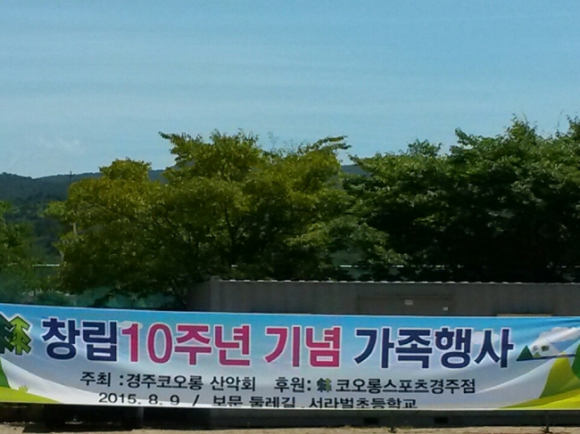 창립10주년 기념 가족행사
주최 : 경주코오롱 산악회 후원: 코오롱스포츠경주점
2015. 8. 9 / 보문 둘레길, 서라벌초등학교